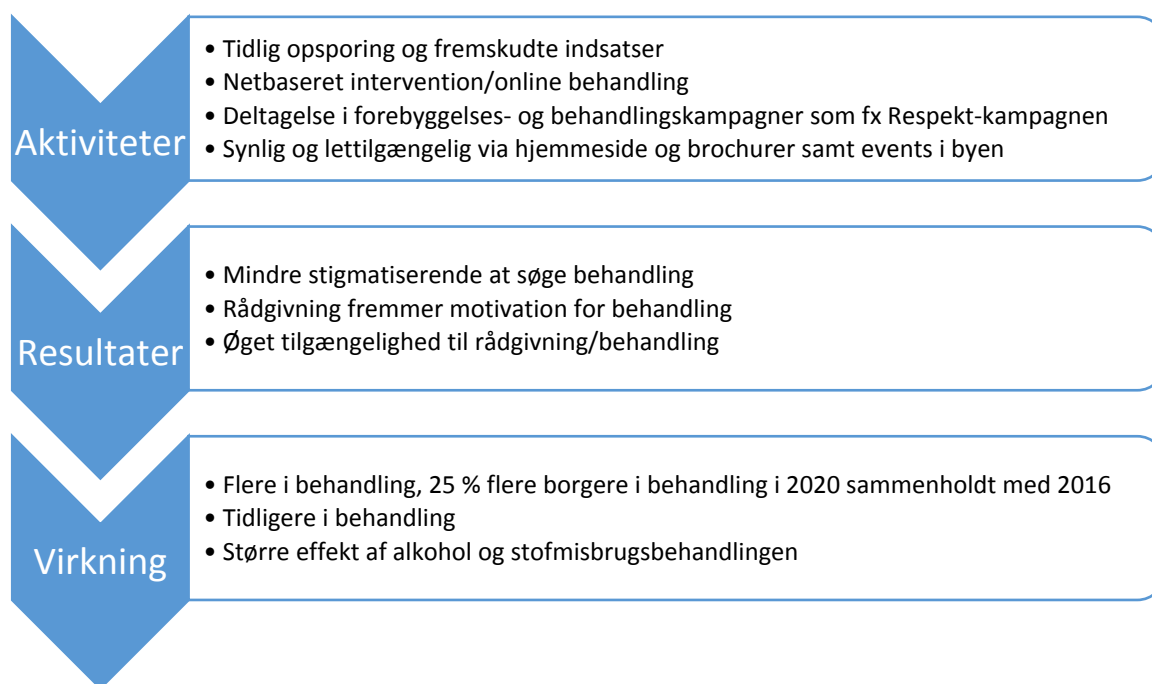 Aktiviteter
• Tidlig opsporing og fremskudte indsatser
• Netbaseret intervention/online behandling
• Deltagelse i forebyggelses- og behandlingskampagner som fx Respekt-kampagnen
• Synlig og lettilgængelig via hjemmeside og brochurer samt events i byen
Resultater
• Mindre stigmatiserende at søge behandling
• Rådgivning fremmer motivation for behandling
• Øget tilgængelighed til rådgivning/behandling
Virkning
• Flere i behandling, 25 % flere borgere i behandling i 2020 sammenholdt med 2016
• Tidligere i behandling
• Større effekt af alkohol og stofmisbrugsbehandlingen